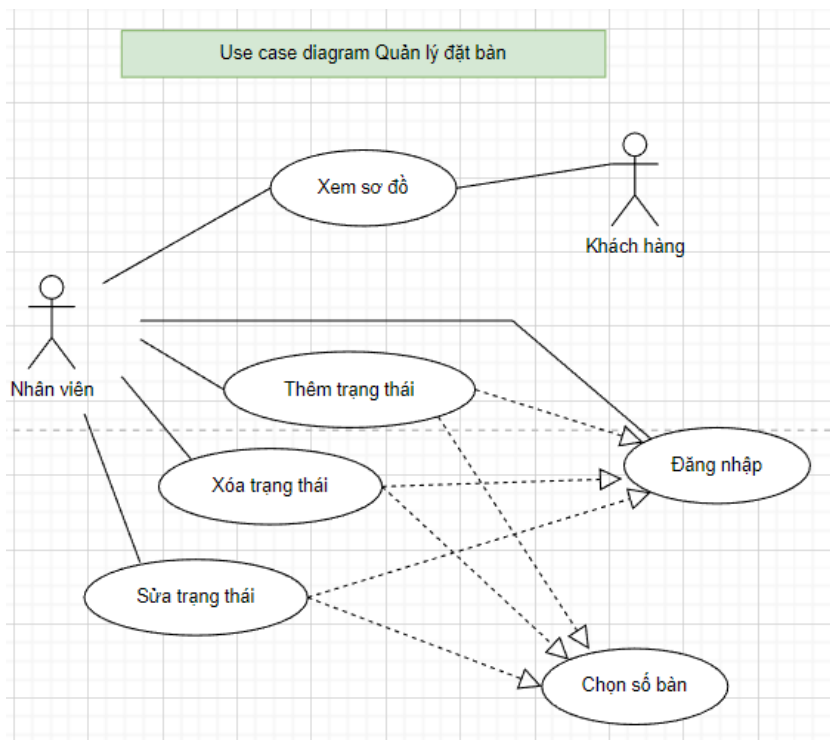 Use case diagram Quản lý đặt bàn
Xem sơ đồ
Khách hàng
Nhân viên
Thêm trạng thái
Đăng nhập
Xóa trạng thái
Sửa trạng thái
Chọn số bàn